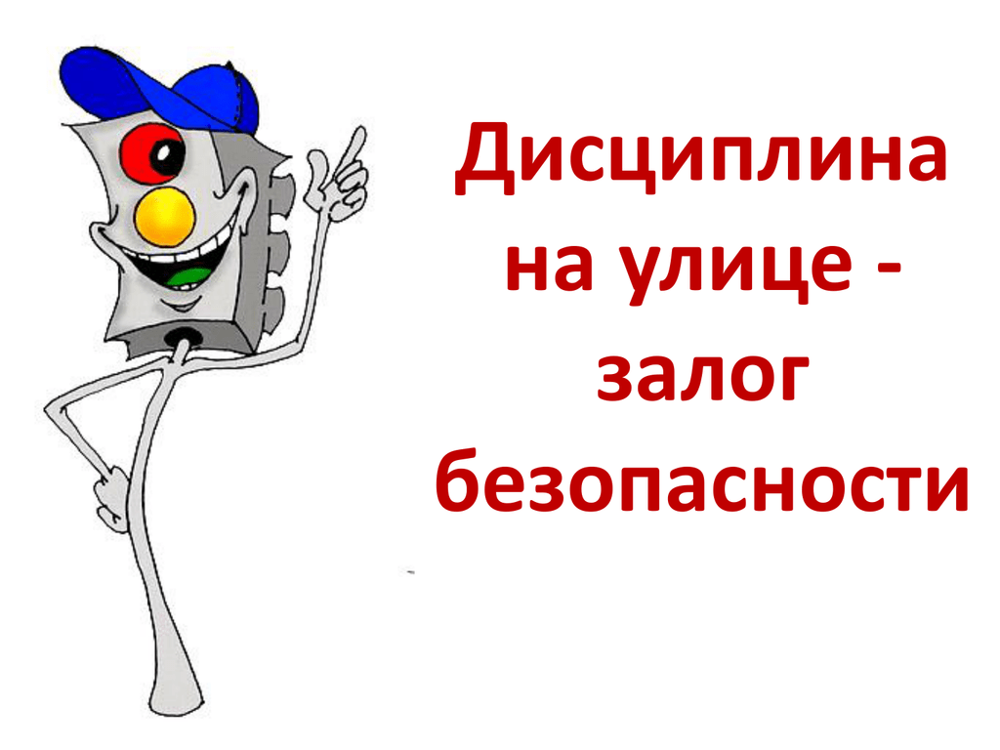 Дисциплина
на улице -
залог
безопасности